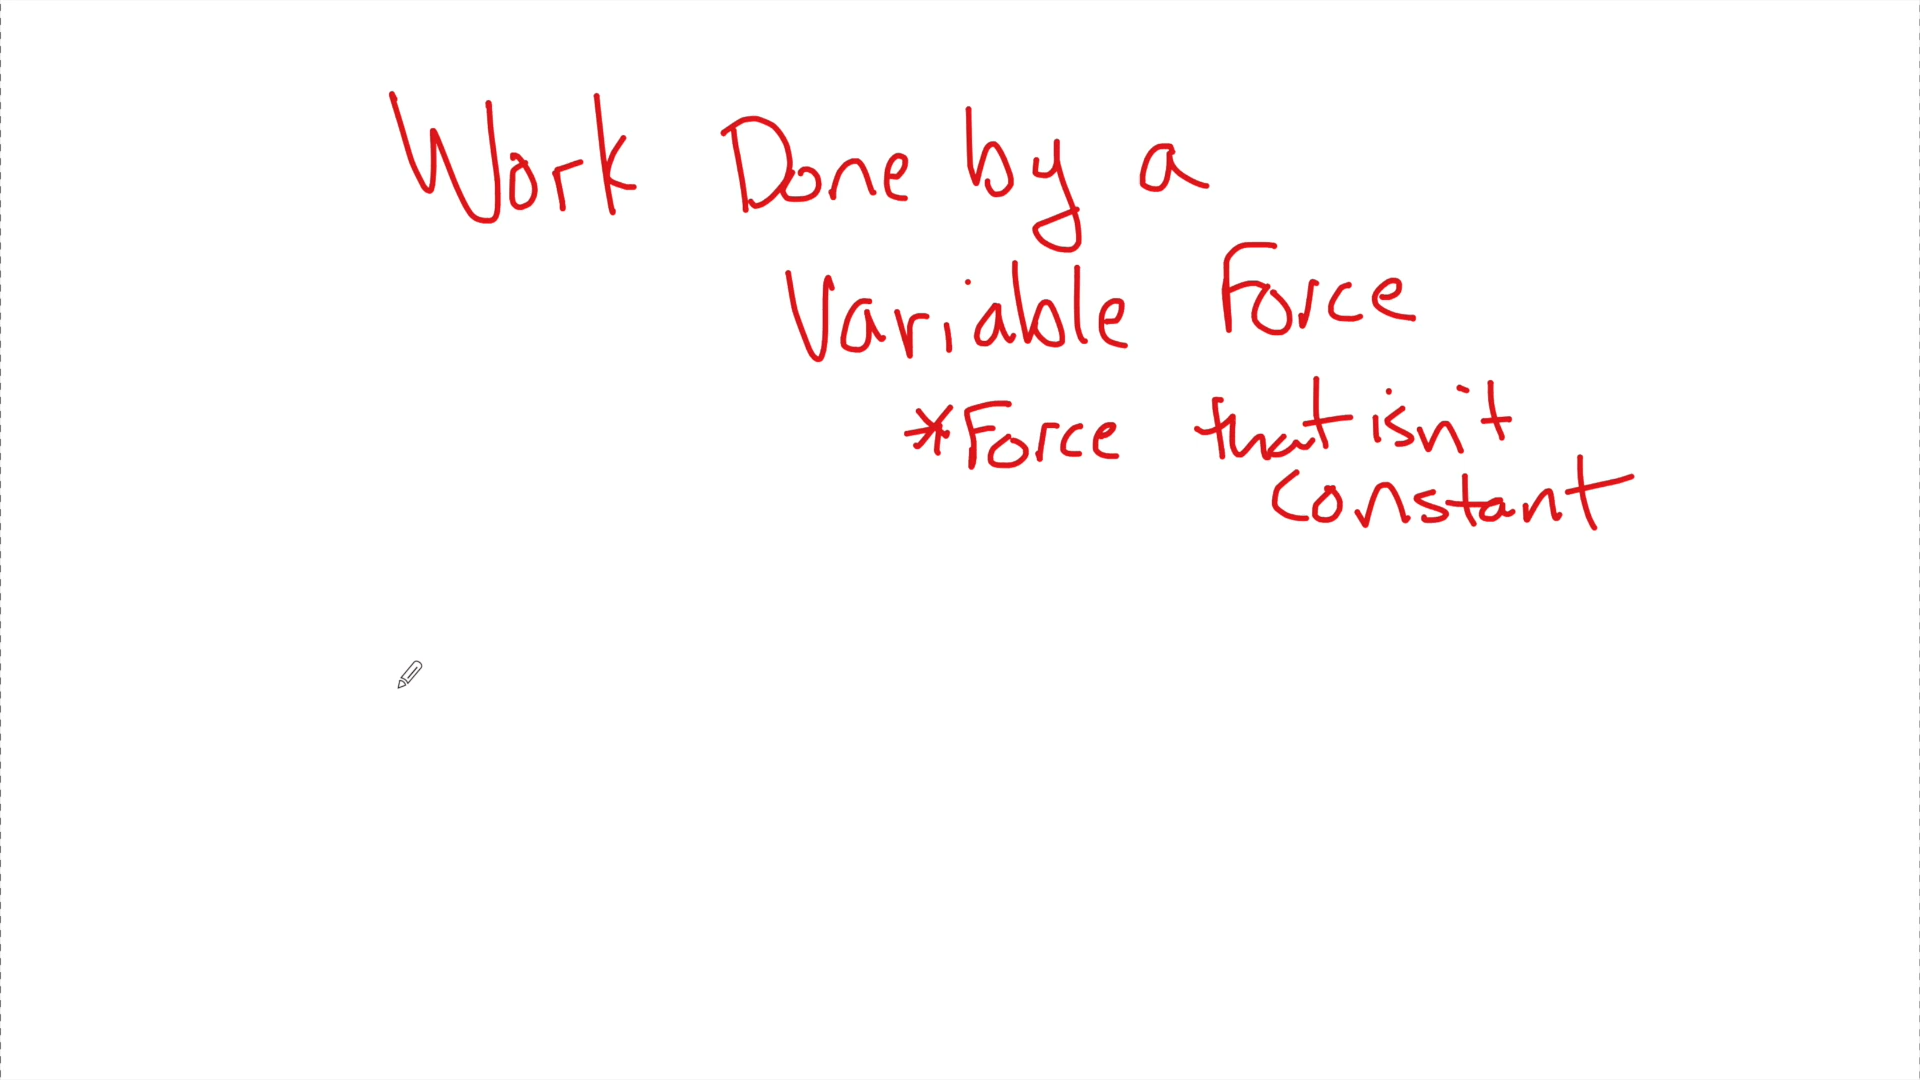 Work Done by a
Variable Force
*Force that isn't
constant